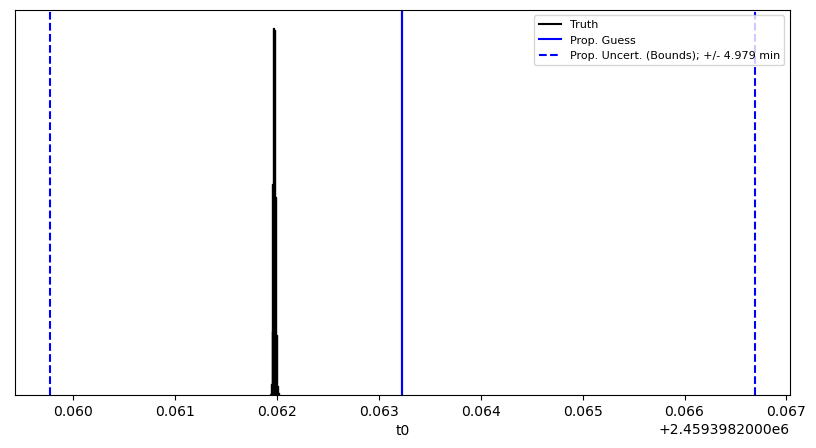 Truth
Prop. Guess
Prop. Uncert. (Bounds); +/- 4.979 min
0.060 0.061 0.062 0.063 0.064 0.065 0.066 0.067
t0
+2.4593982000e6